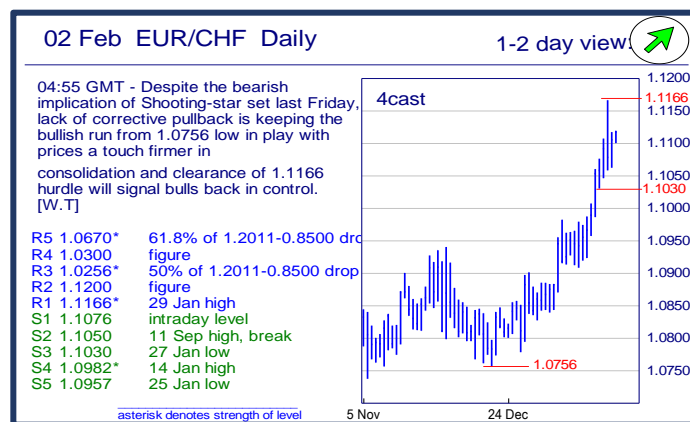 02 Feb EUR/CHF Daily
1-2 day view:
04:55 GMT - Despite the bearish
implication of Shooting-star set last Friday,
lack of corrective pullback is keeping the
bullish run from 1.0756 low in play with
prices a touch firmer in
consolidation and clearance of 1.1166
hurdle will signal bulls back in control.
[W.T]
R5 1.0670* 61.8% of 1.2011-0.8500 dro
R4 1.0300 figure
R3 1.0256* 50% of 1.2011-0.8500 drop
R2 1.1200 figure
R1 1.1166* 29 Jan high
S1 1.1076 intraday level
S2 1.1050 11 Sep high, break
S3 1.1030 27 Jan low
S4 1.0982* 14 Jan high
S5 1.0957 25 Jan low
asterisk denotes strength of level
4cast
1.1200
1.1166
1.1150
1.1050
1.1030
1.1000
1.0950
1.0900
1.0850
1.0800
1.0756
1.0750
5 Nov 24 Dec